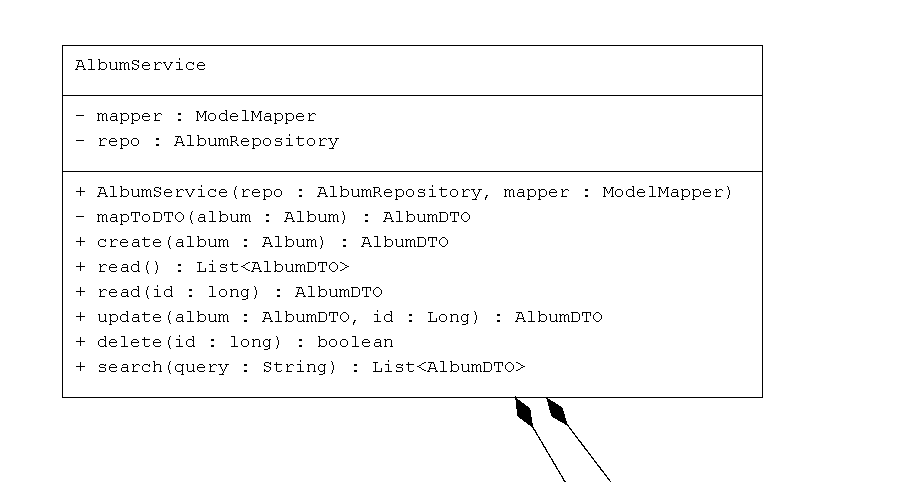 AlbumService
- mapper : ModelMapper
- repo : AlbumRepository
+ AlbumService(repo : AlbumRepository, mapper : ModelMapper)
- mapToDTO(album : Album) : AlbumDTO
+ create(album : Album) : AlbumDTO
+ read() : List<AlbumDTO>
+ read(id : long) : AlbumDTO
+ update(album : AlbumDTO, id : Long) : AlbumDTO
+ delete(id : long) : boolean
+ search(query : String) : List<AlbumDTO>